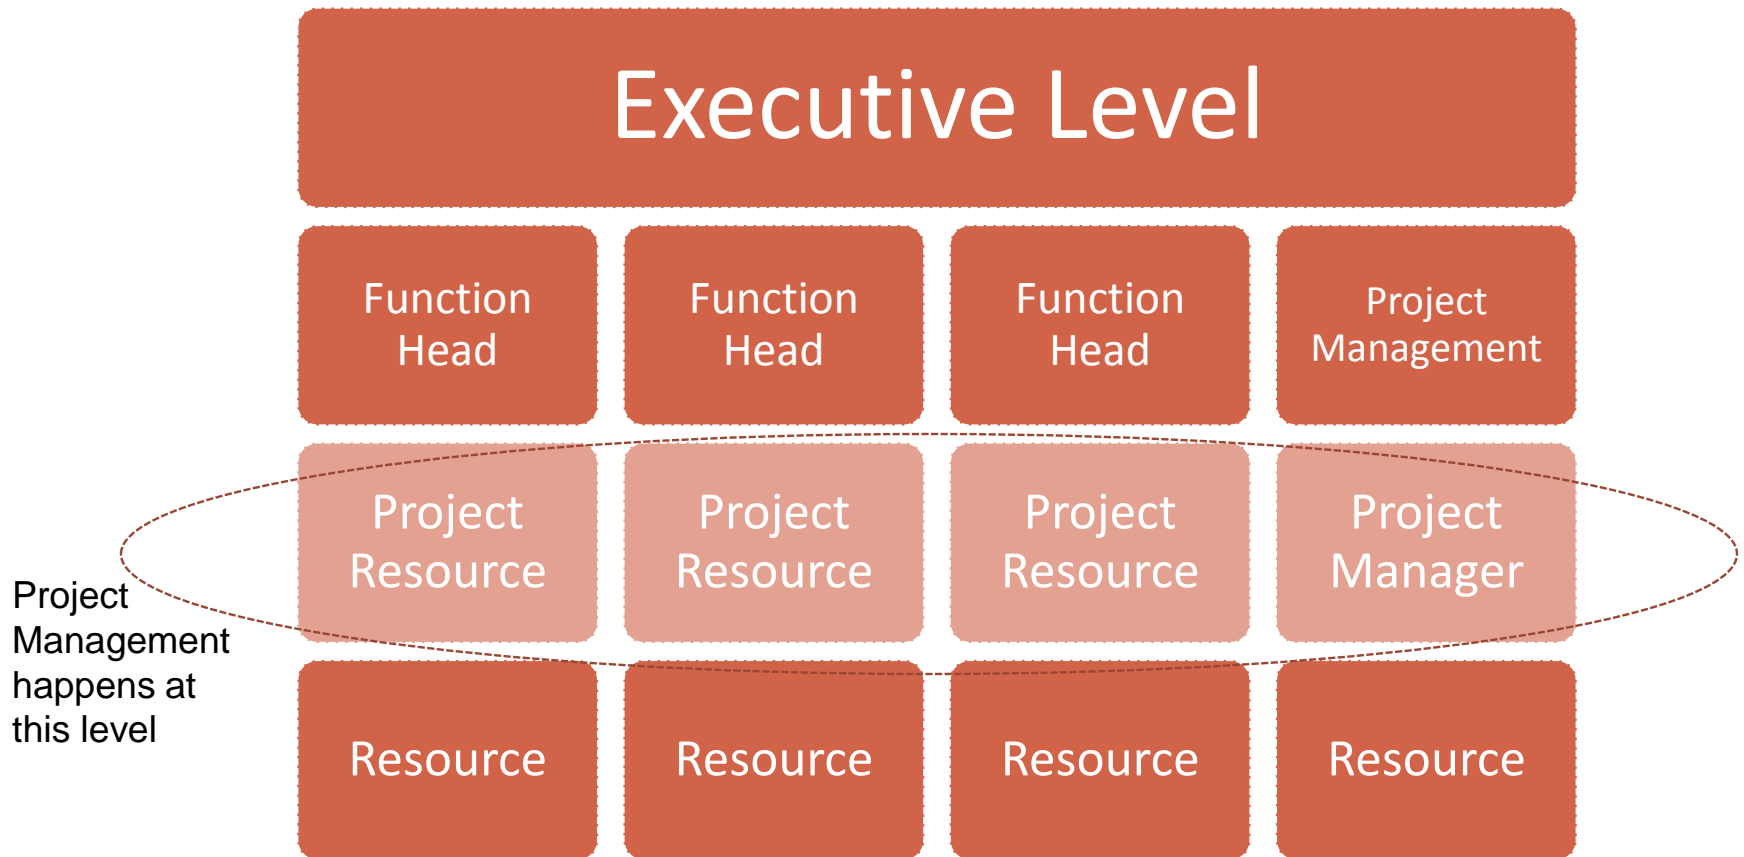 Executive Level
Function
Head
Function
Head
Function
Head
Project
Management
Project
Resource
Project
Resource
Project
Resource
Project
Manager
Project
Management
happens at
this level
Resource
Resource
Resource
Resource